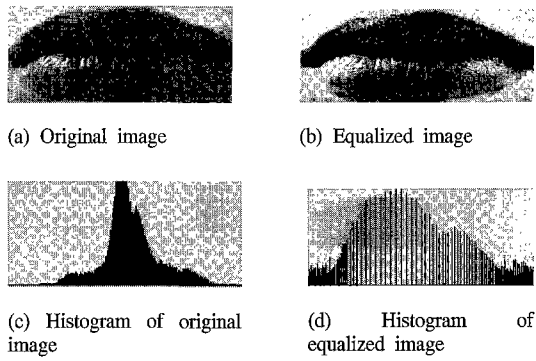 (a) Original image
(b) Equalized image
(c) Histogram of original
image
(d) Histogram of
equalized image